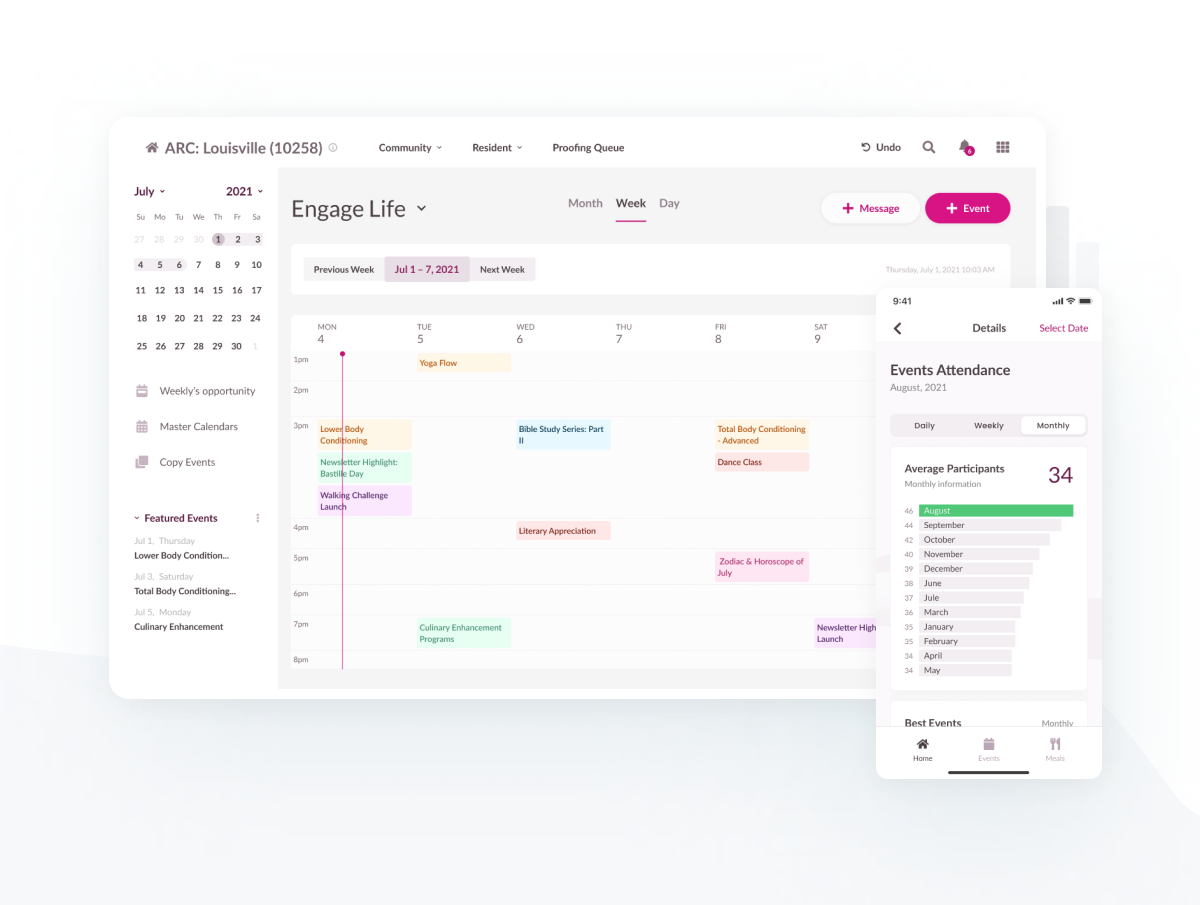 ARC: Louisville (10258)
Community
Resident
Proofing Queue
Undo
6
July
2021
Su Mo Tu We Th Fr Sa
27 28 29 30 1 2 3
4 5 6 7 8 9 10
11 12 13 14 15 16 17
18 19 20 21 22 23 24
25 26 27 28 29 30 1
Weekly's opportunity
Master Calendars
Copy Events
Featured Events
Jul 1, Thursday
Lower Body Condition...
Jul 3, Saturday
Total Body Conditioning...
Jul 5, Monday
Culinary Enhancement
Engage Life
Month Week Day
+ Message
+ Event
Previous Week
Jul 1 – 7, 2021
Next Week
Thursday, July 1, 2021 10:03 AM
MON TUE WED THU FRI SAT
4 5 6 7 8 9
1pm
Yoga Flow
2pm
3pm
Lower Body
Conditioning
Newsletter Highlight:
Bastille Day
Walking Challenge
Launch
Bible Study Series: Part
II
Total Body Conditioning
- Advanced
Dance Class
4pm
Literary Appreciation
5pm
Zodiac & Horoscope of
July
6pm
7pm
Culinary Enhancement
Programs
Newsletter High
Launch
8pm
9:41
Details
Select Date
Events Attendance
August, 2021
Daily Weekly Monthly
Average Participants
Monthly information
34
46 August
44 September
42 October
40 November
39 December
38 June
37 Jule
36 March
35 January
35 February
34 April
34 May
Best Events
Monthly
Home Events Meals